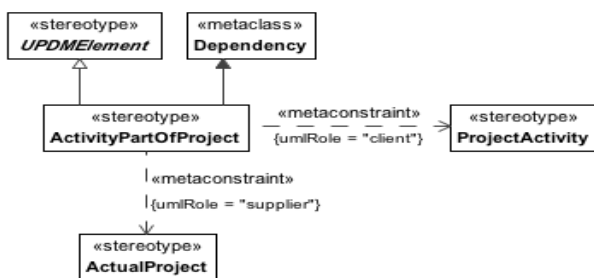 «stereotype»
UPDMElement
«metaclass»
Dependency
«stereotype»
ActivityPartOfProject
«metaconstraint»
{umlRole = "client"}
«stereotype»
ProjectActivity
«metaconstraint»
{umlRole = "supplier"}
«stereotype»
ActualProject